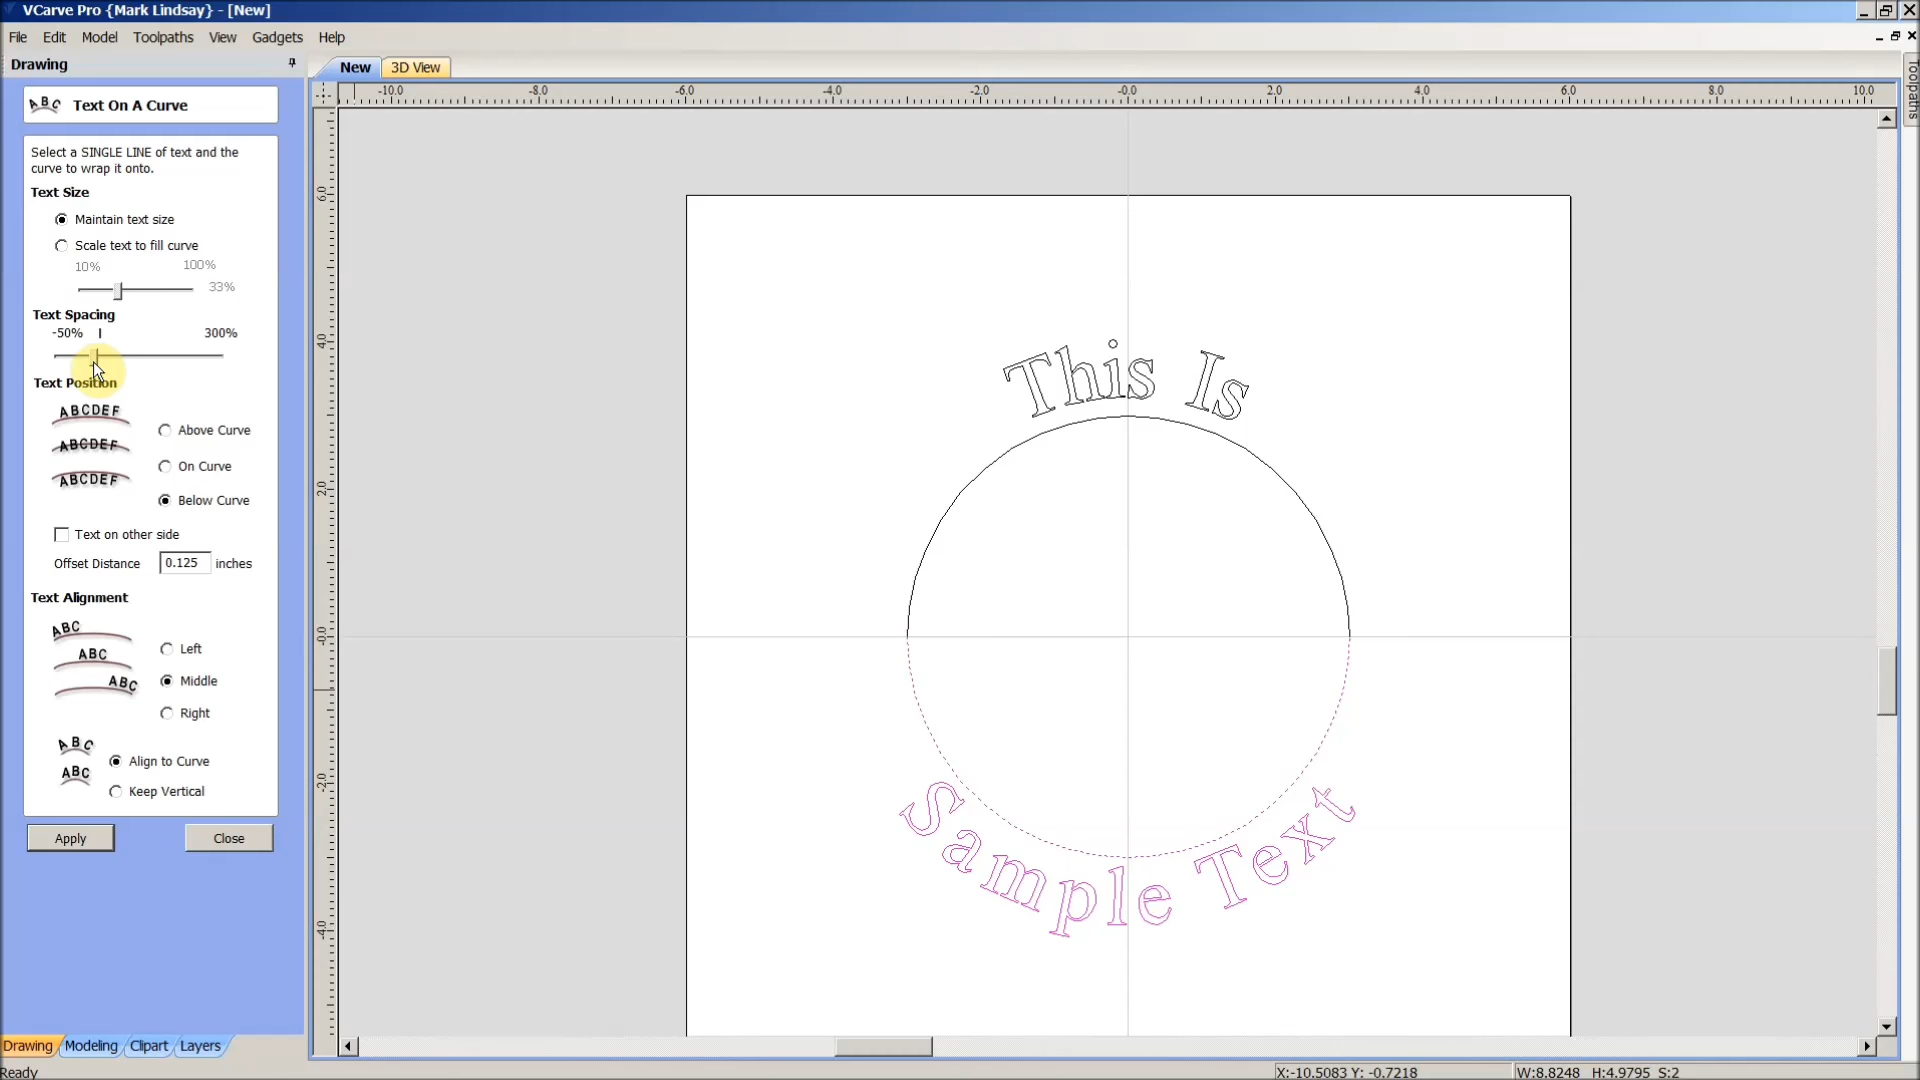 VCarve Pro {Mark Lindsay} - [New]
File Edit Model Toolpaths View Gadgets Help
Drawing
New 3D View
Toolpaths
ABC Text On A Curve
-10.0 -8.0 -6.0 -4.0 -2.0 -0.0 2.0 4.0 6.0 8.0 10.0
Select a SINGLE LINE of text and the
curve to wrap it onto.
Text Size
Maintain text size
Scale text to fill curve
10% 100%
33%
Text Spacing
-50% 300%
Text Position
ABCDEF
Above Curve
ABCDEF
On Curve
ABCDEF
Below Curve
Text on other side
Offset Distance 0.125 inches
Text Alignment
ABC
Left
ABC
Middle
ABC
Right
ABC
Align to Curve
ABC
Keep Vertical
Apply Close
6.0
4.0
2.0
-0.0
-2.0
-4.0
This Is
Sample Text
Drawing Modeling Clipart Layers
Ready X:-10.5083 Y: -0.7218 W:8.8248 H:4.9795 S:2